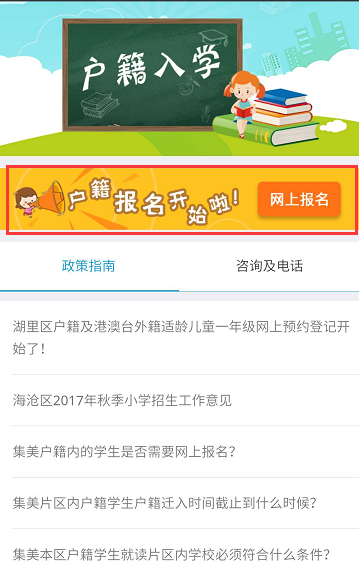 户籍入学
户籍报名开始啦！
网上报名
政策指南
咨询及电话
湖里区户籍及港澳台外籍适龄儿童一年级网上预约登记开
始了！
海沧区2017年秋季小学招生工作意见
集美户籍内的学生是否需要网上报名？
集美片区内户籍学生户籍迁入时间截止到什么时候？
集美本区户籍学生就读片区内学校必须符合什么条件？